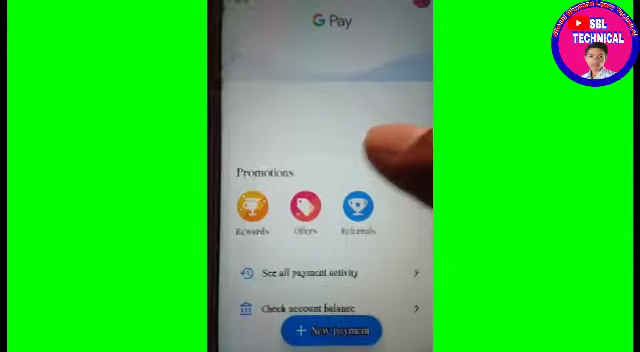 G Pay
SBL
TECHNICAL
Promotions
Rewards
Offers
Referrals
See all payment activity
Check account balance
+ New payment